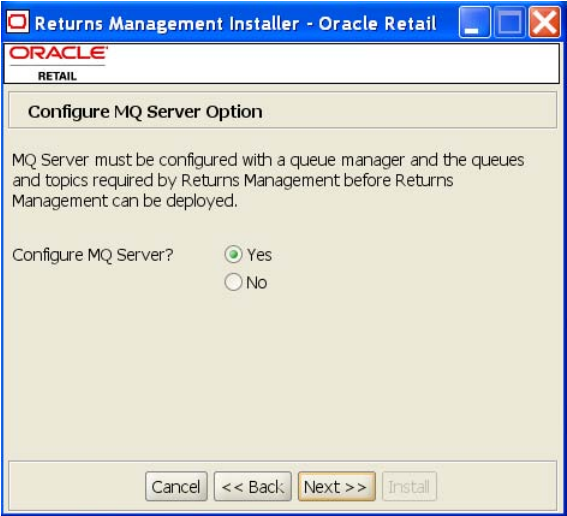 Returns Management Installer - Oracle Retail
ORACLE
RETAIL
Configure MQ Server Option
MQ Server must be configured with a queue manager and the queues
and topics required by Returns Management before Returns
Management can be deployed.
Configure MQ Server? Yes
No
Cancel << Back Next >> Install